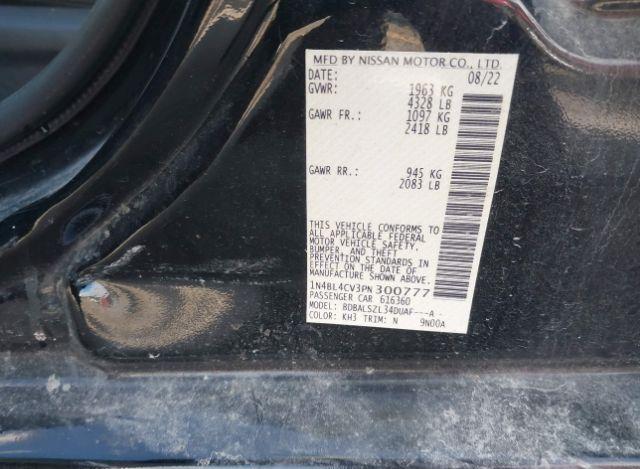 MFD BY NISSAN MOTOR CO., LTD.
DATE: 08/22
GVWR: 1963 KG
4328 LB
GAWR FR.: 1097 KG
2418 LB
GAWR RR.: 945 KG
2083 LB
THIS VEHICLE CONFORMS TO
ALL APPLICABLE FEDERAL
MOTOR VEHICLE SAFETY,
BUMPER, AND THEFT
PREVENTION STANDARDS IN
EFFECT ON THE DATE OF
MANUFACTURE SHOWN ABOVE.
1N4BL4CV3PN300777
PASSENGER CAR 616360
MODEL: BDBALSZL34DUAF---A -
COLOR: KH3 TRIM: N 9N00A